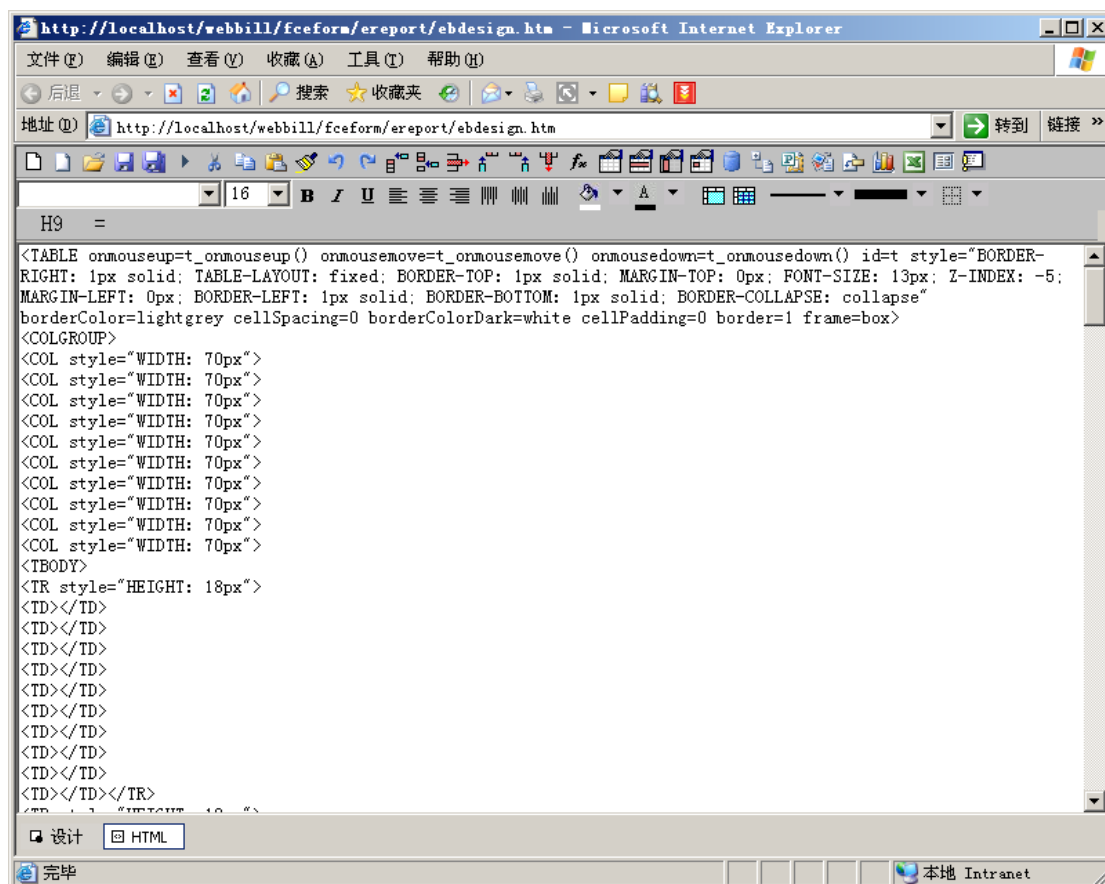 http://localhost/webbill/fceform/ereport/ebdesign.htm - Microsoft Internet Explorer
文件(F) 编辑(E) 查看(V) 收藏(A) 工具(T) 帮助(H)
后退 搜索 收藏夹
地址(D) http://localhost/webbill/fceform/ereport/ebdesign.htm 转到 链接 »
16 B I U A
H9 =
<TABLE onmouseup=t_onmouseup() onmousemove=t_onmousemove() onmousedown=t_onmousedown() id=t style="BORDER-
RIGHT: 1px solid; TABLE-LAYOUT: fixed; BORDER-TOP: 1px solid; MARGIN-TOP: 0px; FONT-SIZE: 13px; Z-INDEX: -5;
MARGIN-LEFT: 0px; BORDER-LEFT: 1px solid; BORDER-BOTTOM: 1px solid; BORDER-COLLAPSE: collapse"
borderColor=lightgrey cellSpacing=0 borderColorDark=white cellPadding=0 border=1 frame=box>
<COLGROUP>
<COL style="WIDTH: 70px">
<COL style="WIDTH: 70px">
<COL style="WIDTH: 70px">
<COL style="WIDTH: 70px">
<COL style="WIDTH: 70px">
<COL style="WIDTH: 70px">
<COL style="WIDTH: 70px">
<COL style="WIDTH: 70px">
<COL style="WIDTH: 70px">
<COL style="WIDTH: 70px">
<TBODY>
<TR style="HEIGHT: 18px">
<TD></TD>
<TD></TD>
<TD></TD>
<TD></TD>
<TD></TD>
<TD></TD>
<TD></TD>
<TD></TD>
<TD></TD>
<TD></TD></TR>
设计 HTML
完毕 本地 Intranet